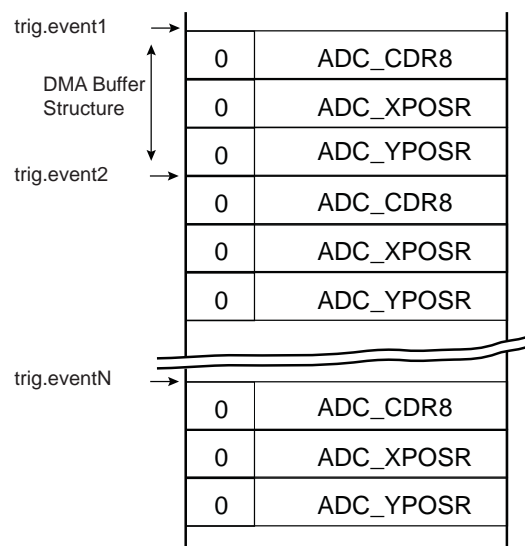 trig.event1
0 ADC_CDR8
DMA Buffer
Structure
0 ADC_XPOSR
0 ADC_YPOSR
trig.event2
0 ADC_CDR8
0 ADC_XPOSR
0 ADC_YPOSR
trig.eventN
0 ADC_CDR8
0 ADC_XPOSR
0 ADC_YPOSR